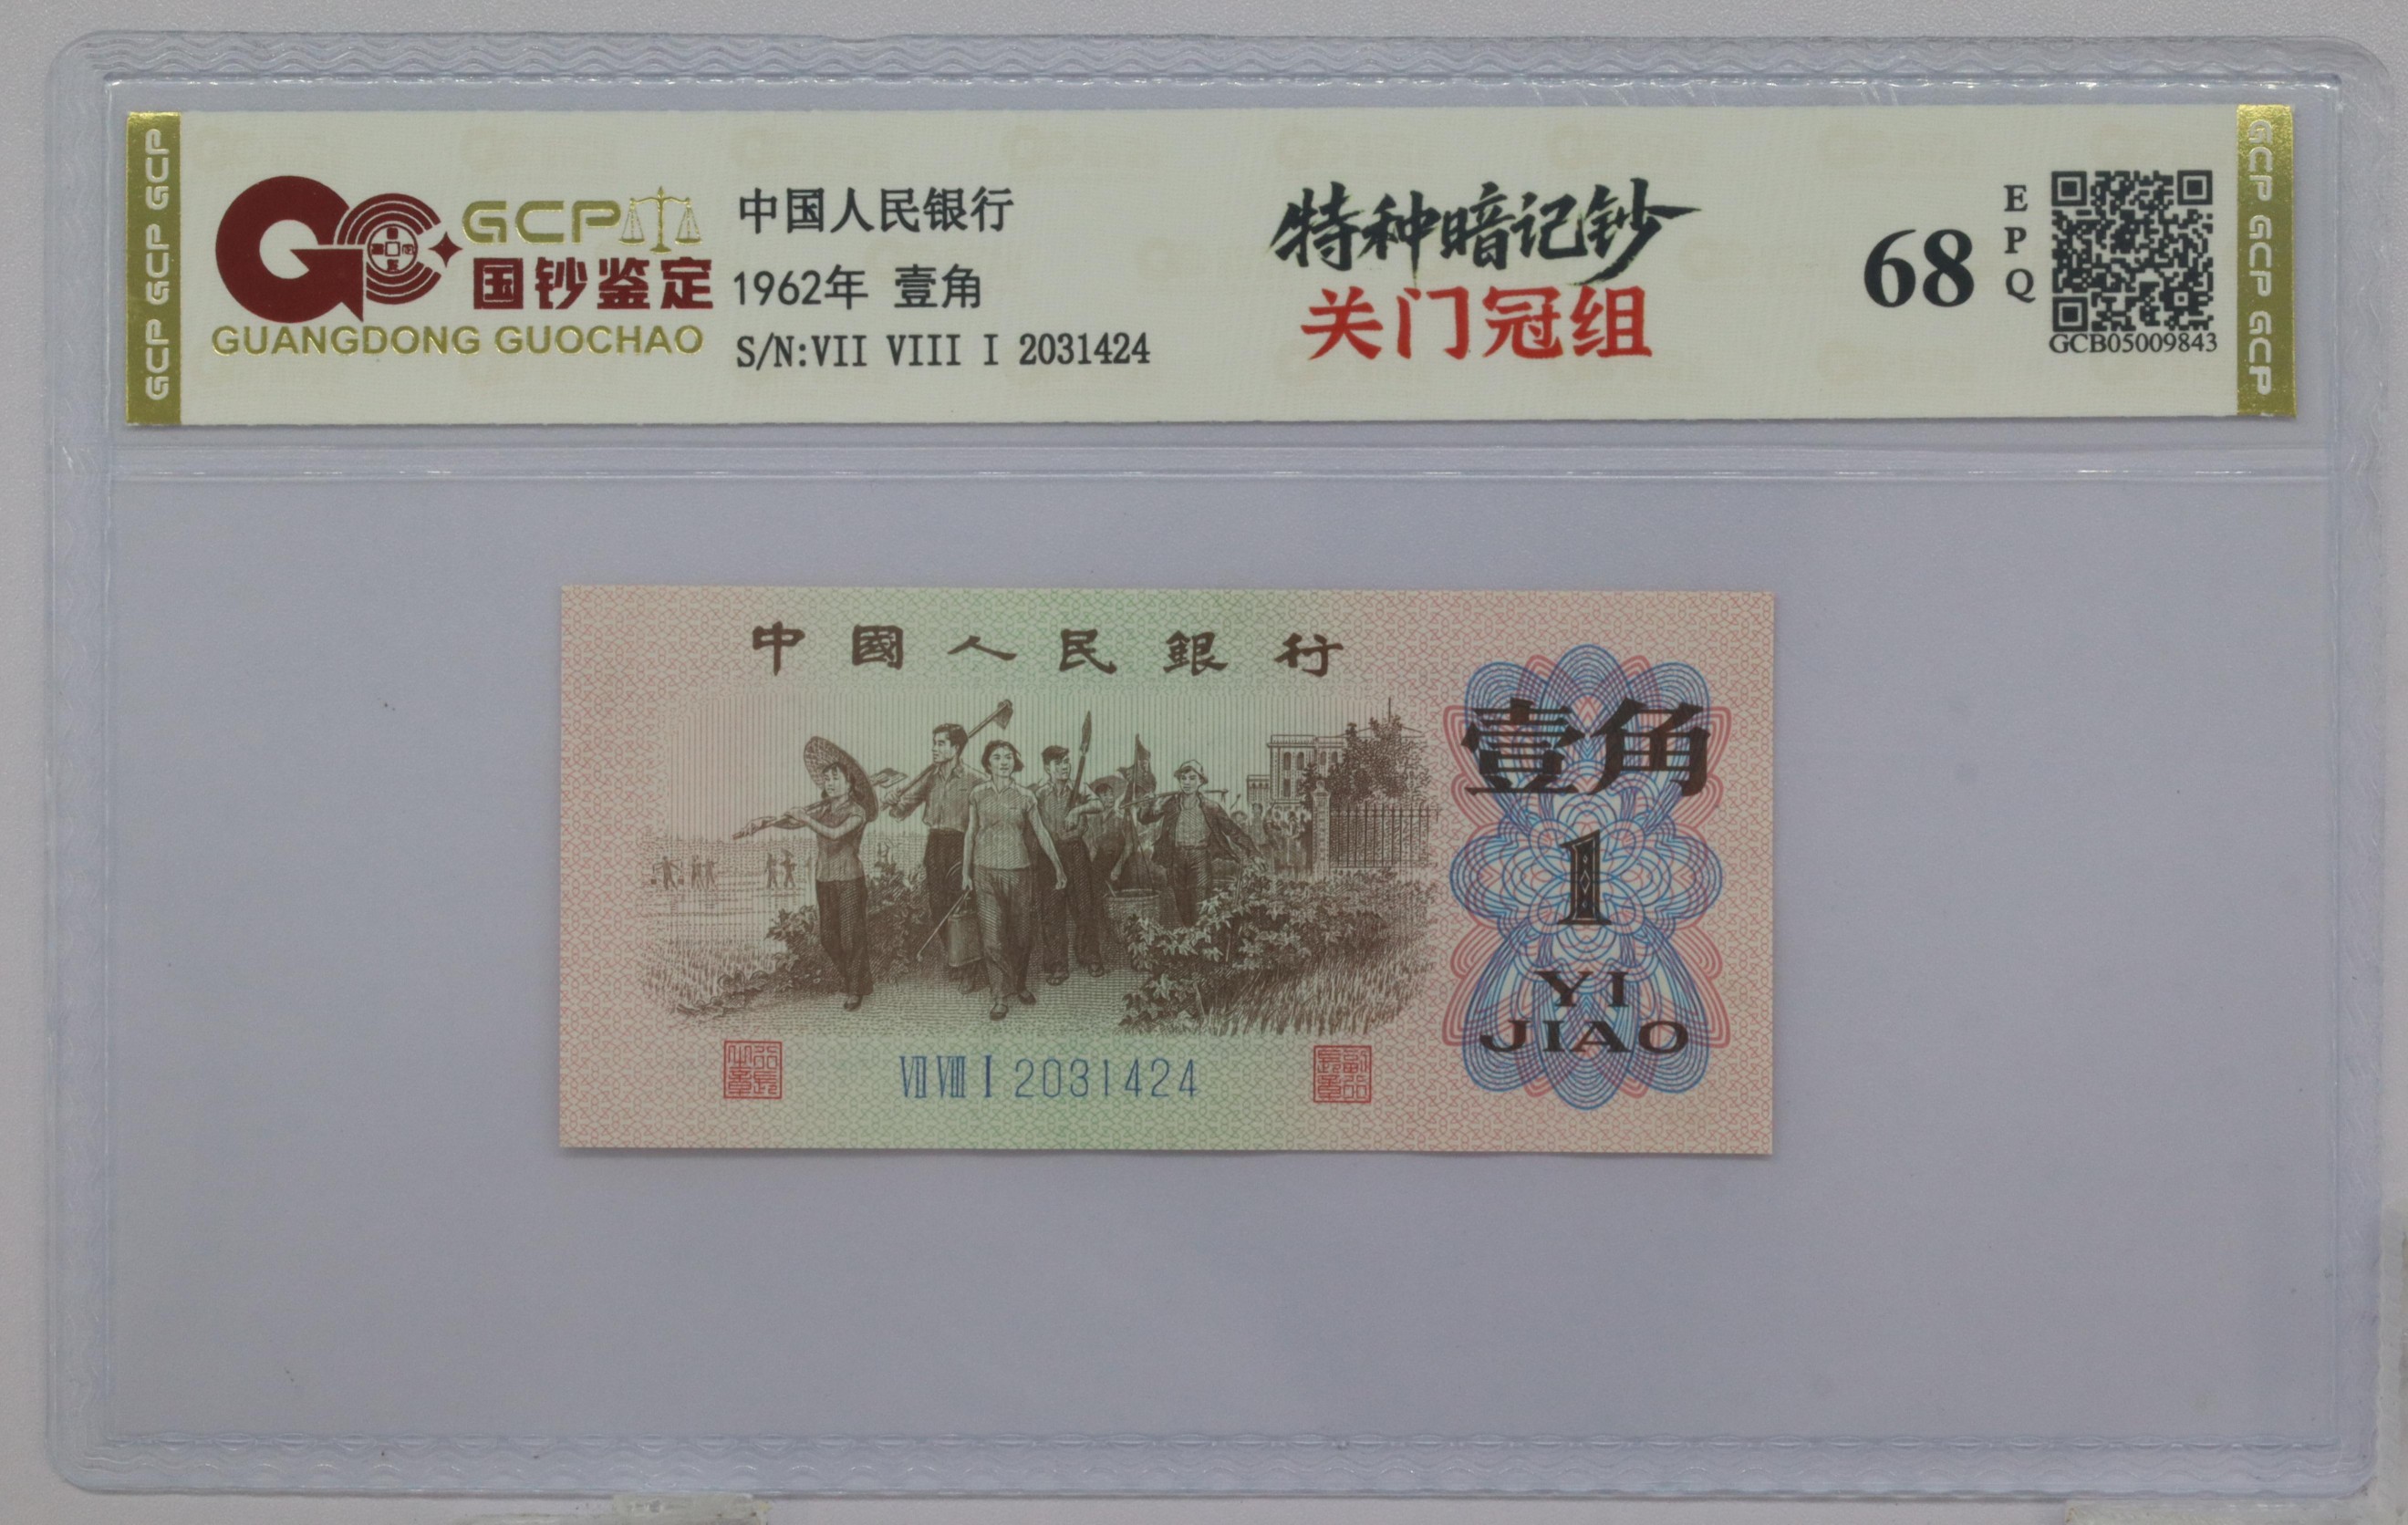 GCP GCP GCP
GCP
国钞鉴定
GUANGDONG GUOCHAO
中国人民银行
1962年 壹角
S/N:VII VIII I 2031424
特种暗记钞
关门冠组
68
EPQ
GCB05009843
GCP GCP GCP
中國人民銀行
壹角
1
YI
JIAO
VII VIII I 2031424